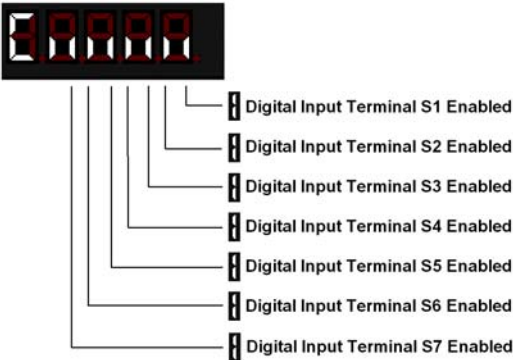 Digital Input Terminal S1 Enabled
Digital Input Terminal S2 Enabled
Digital Input Terminal S3 Enabled
Digital Input Terminal S4 Enabled
Digital Input Terminal S5 Enabled
Digital Input Terminal S6 Enabled
Digital Input Terminal S7 Enabled